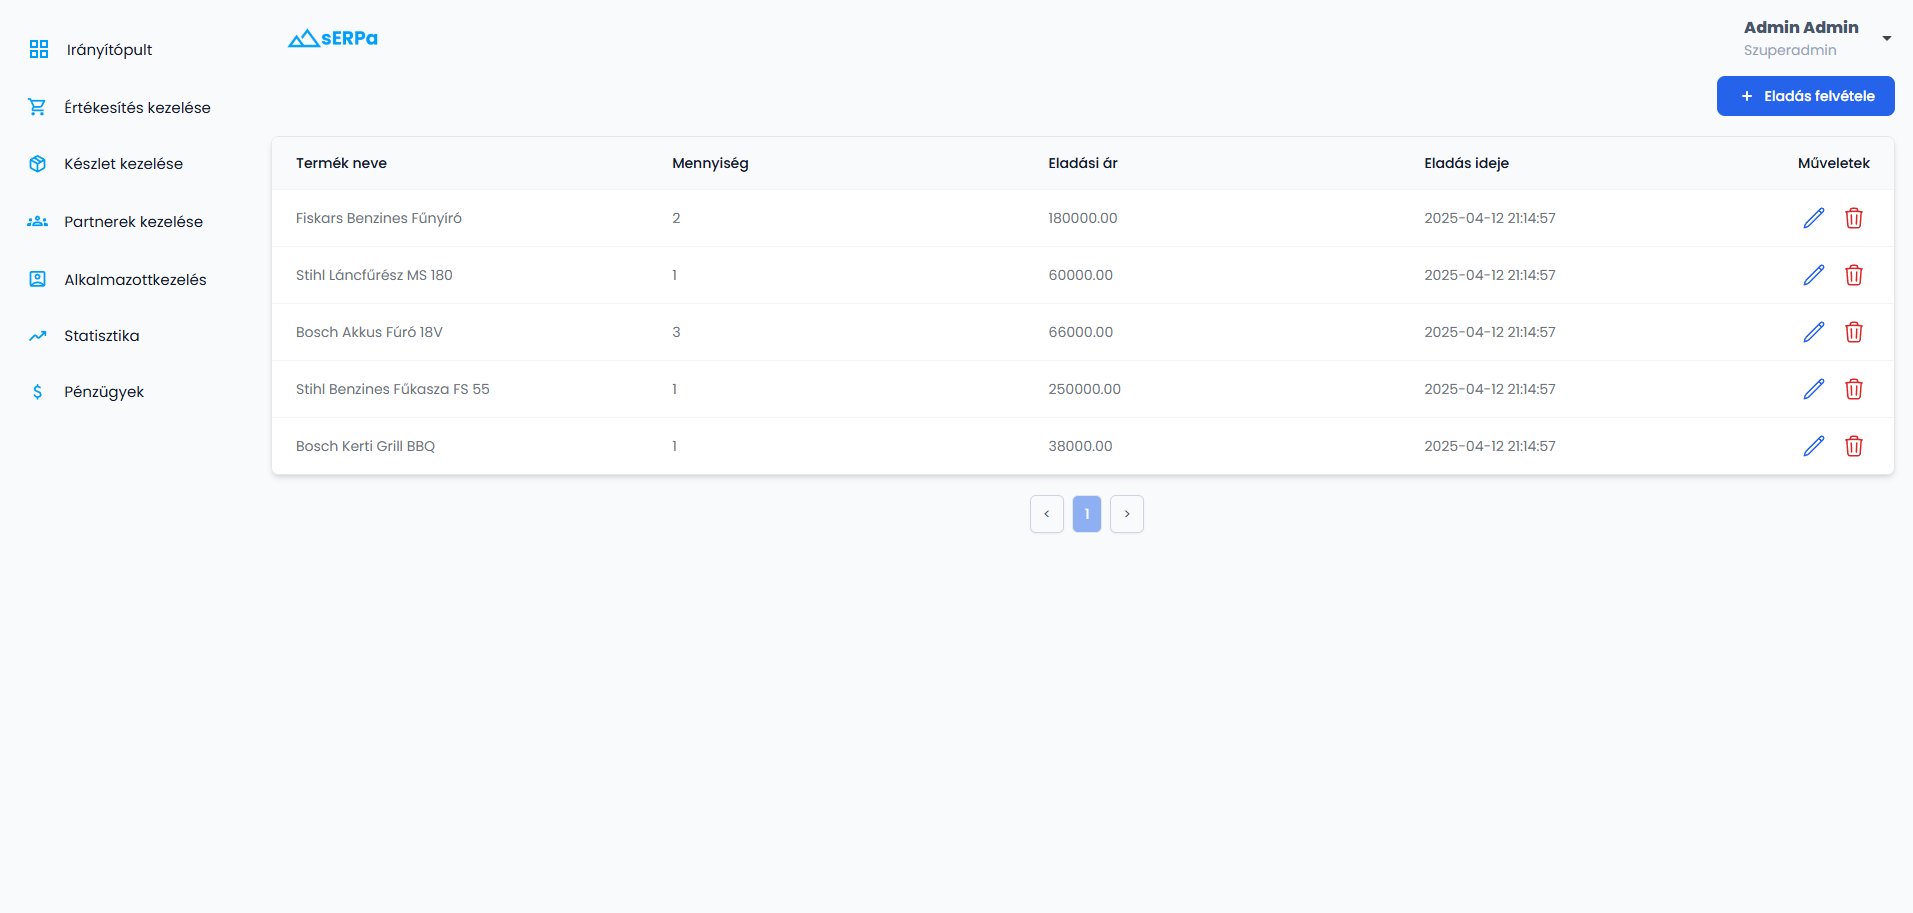 Irányítópult
Értékesítés kezelése
Készlet kezelése
Partnerek kezelése
Alkalmazottkezelés
Statisztika
Pénzügyek
sERPa
Admin Admin
Szuperadmin
+ Eladás felvétele
Termék neve Mennyiség Eladási ár Eladás ideje Műveletek
Fiskars Benzines Fűnyíró 2 180000.00 2025-04-12 21:14:57
Stihl Láncfűrész MS 180 1 60000.00 2025-04-12 21:14:57
Bosch Akkus Fúró 18V 3 66000.00 2025-04-12 21:14:57
Stihl Benzines Fűkasza FS 55 1 250000.00 2025-04-12 21:14:57
Bosch Kerti Grill BBQ 1 38000.00 2025-04-12 21:14:57
< 1 >